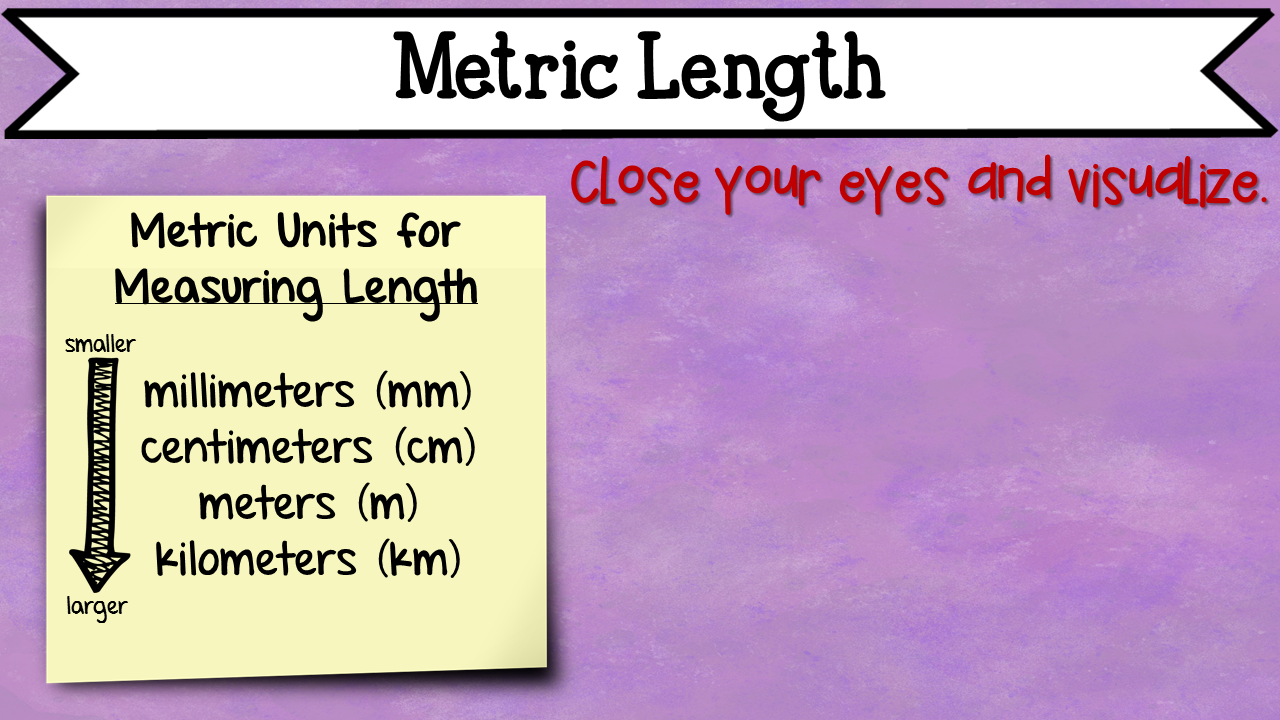 Metric Length
Close your eyes and visualize.
Metric Units for
Measuring Length
smaller
millimeters (mm)
centimeters (cm)
meters (m)
kilometers (km)
larger